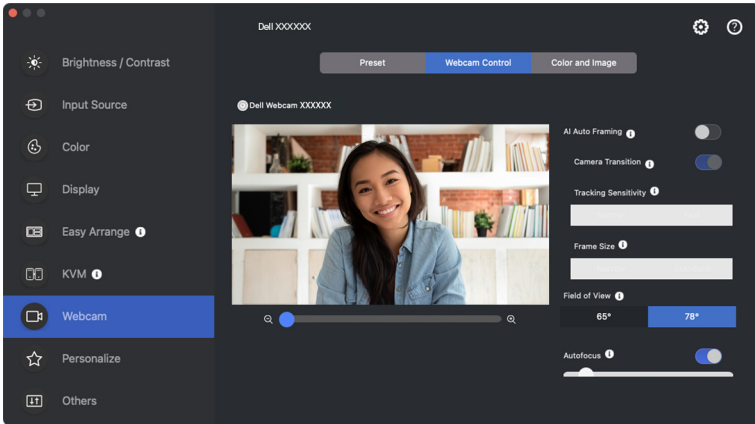 Dell XXXXXX
Brightness / Contrast
Input Source
Color
Display
Easy Arrange
KVM
Webcam
Personalize
Others
Preset
Webcam Control
Color and Image
Dell Webcam XXXXXX
AI Auto Framing
Camera Transition
Tracking Sensitivity
Frame Size
Field of View
65°
78°
Autofocus